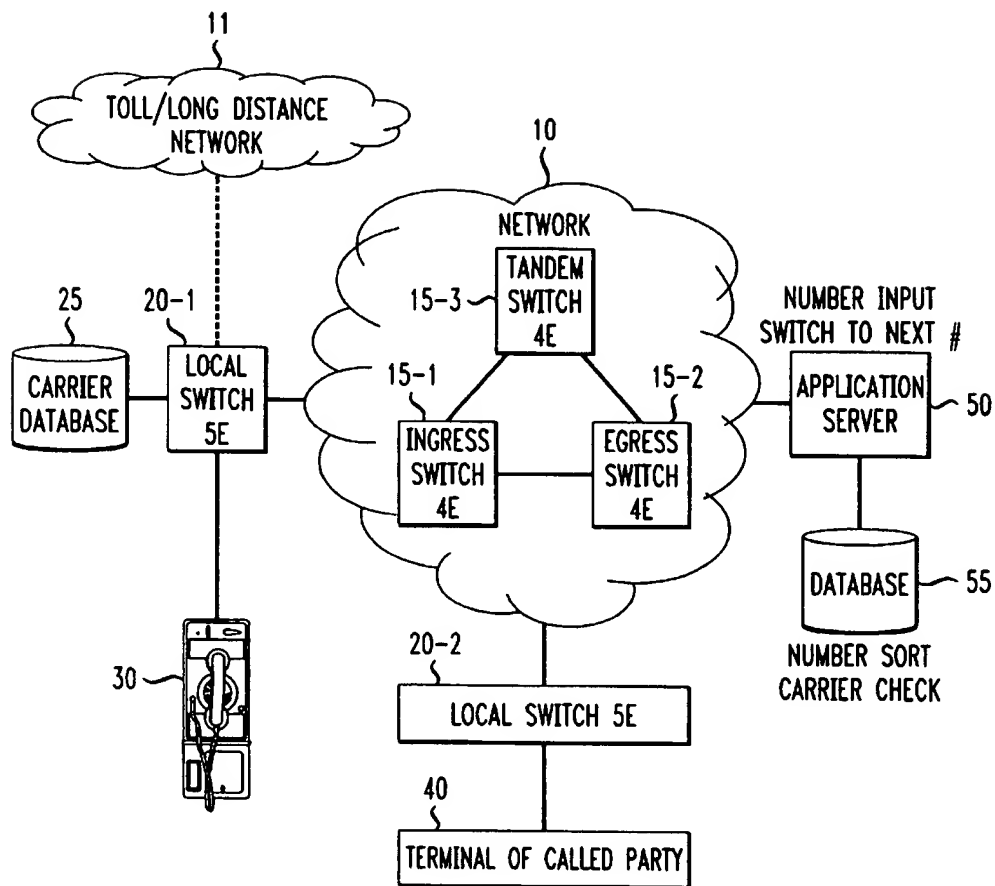 11
TOLL/LONG DISTANCE
NETWORK
10
NETWORK
TANDEM
SWITCH
4E
15-3
NUMBER INPUT
SWITCH TO NEXT #
25
20-1
CARRIER
DATABASE
LOCAL
SWITCH
5E
15-1
15-2
INGRESS
SWITCH
4E
EGRESS
SWITCH
4E
APPLICATION
SERVER
50
DATABASE
55
NUMBER SORT
CARRIER CHECK
30
20-2
LOCAL SWITCH 5E
40
TERMINAL OF CALLED PARTY